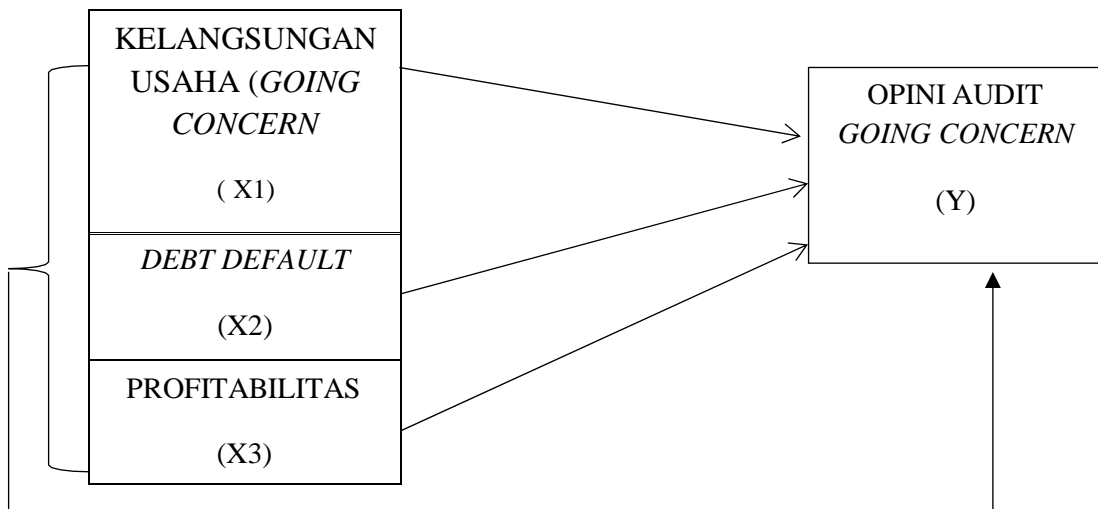 KELANGSUNGAN
USAHA (GOING
CONCERN
( X1)
DEBT DEFAULT
(X2)
PROFITABILITAS
(X3)
OPINI AUDIT
GOING CONCERN
(Y)